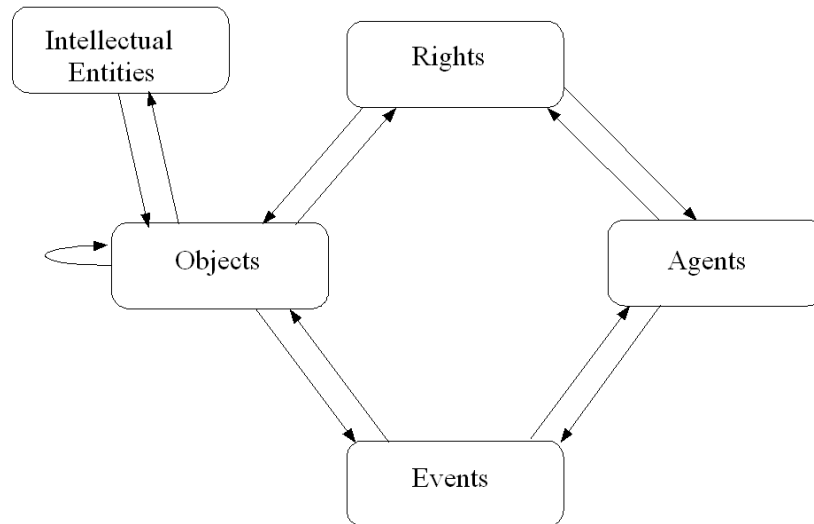 Intellectual
Entities
Rights
Objects
Agents
Events